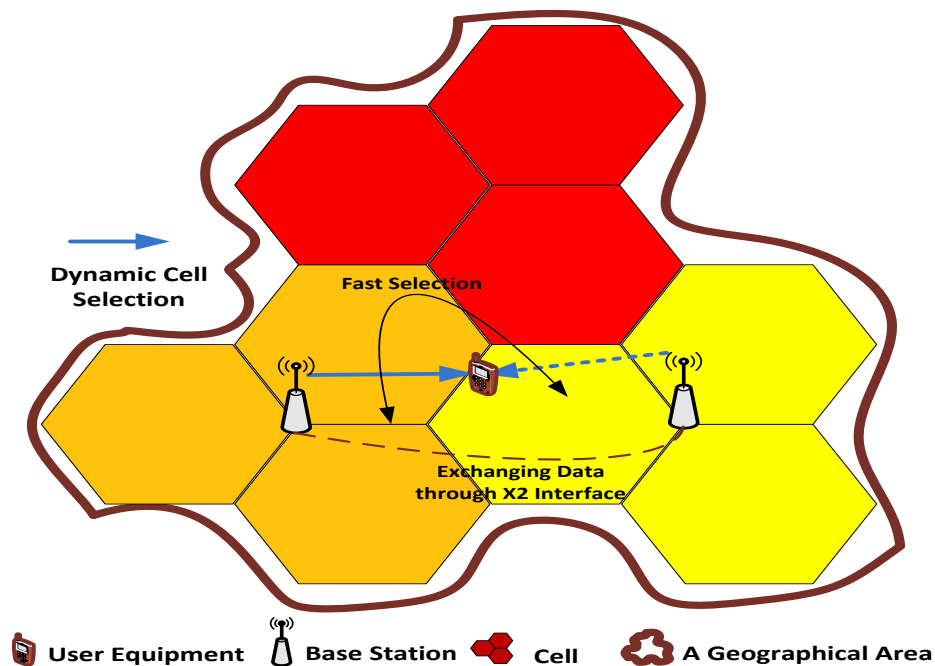 Dynamic Cell
Selection
Fast Selection
Exchanging Data
through X2 Interface
User Equipment
Base Station
Cell
A Geographical Area